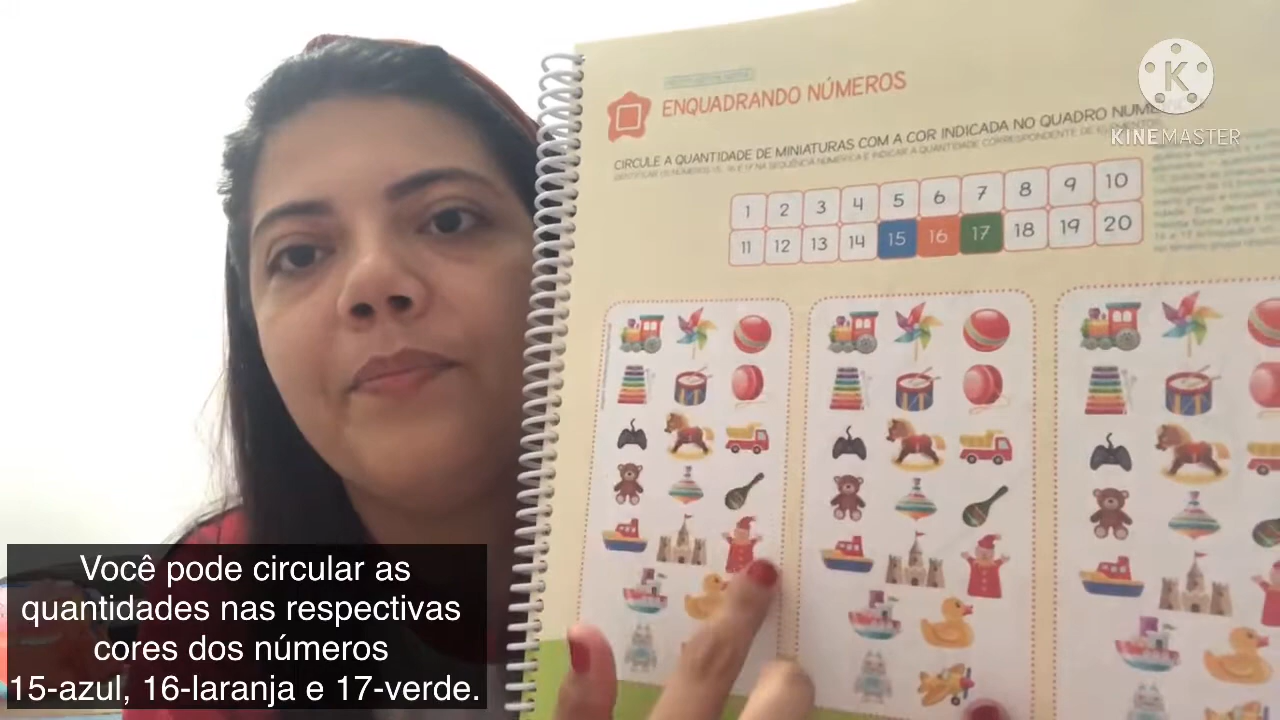 ENQUADRANDO NÚMEROS
CIRCULE A QUANTIDADE DE MINIATURAS COM A COR INDICADA NO QUADRO
1 2 3 4 5 6 7 8 9 10
11 12 13 14 15 16 17 18 19 20
K
KINEMASTER
Você pode circular as
quantidades nas respectivas
cores dos números
15-azul, 16-laranja e 17-verde.